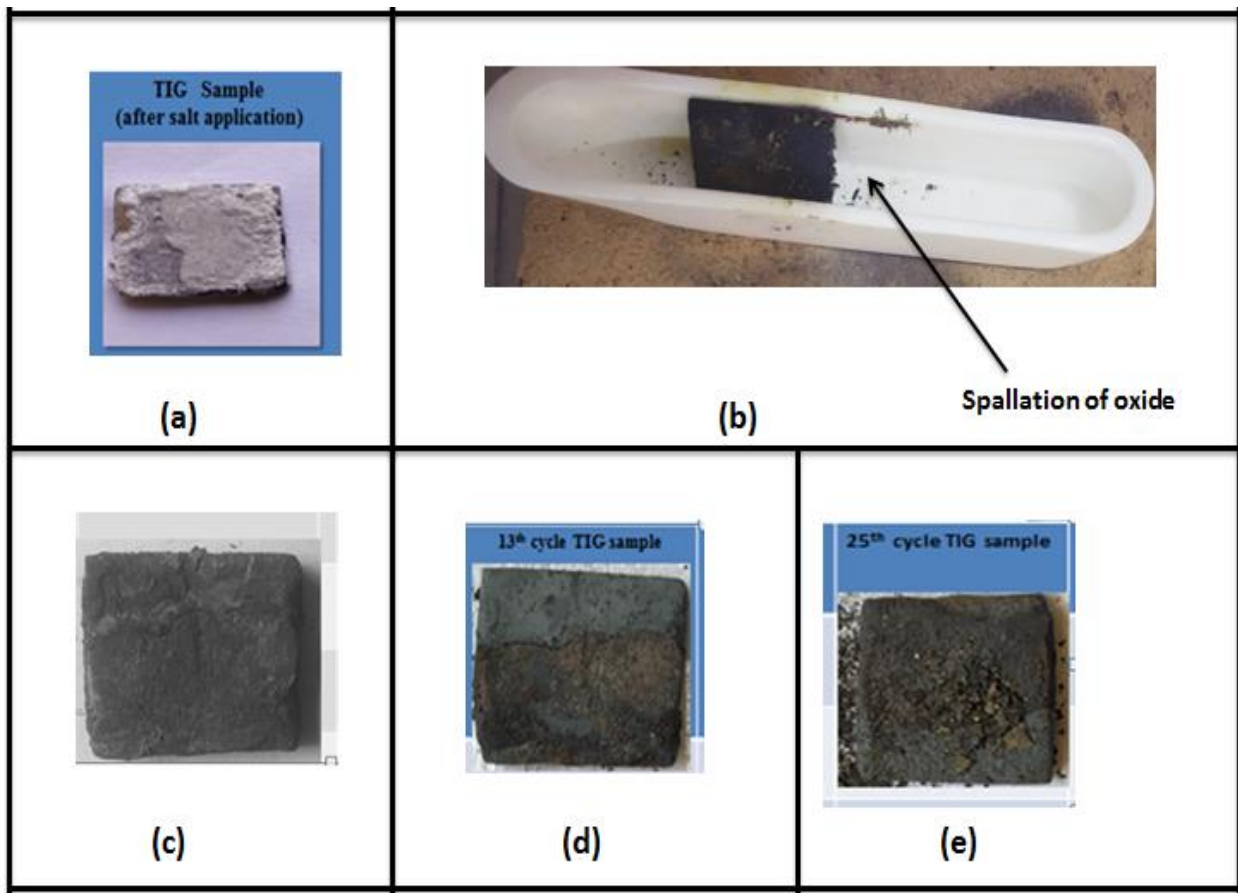 TIG Sample
(after salt application)
Spallation of oxide
(a)
(b)
13th cycle TIG sample
25th cycle TIG sample
(c)
(d)
(e)